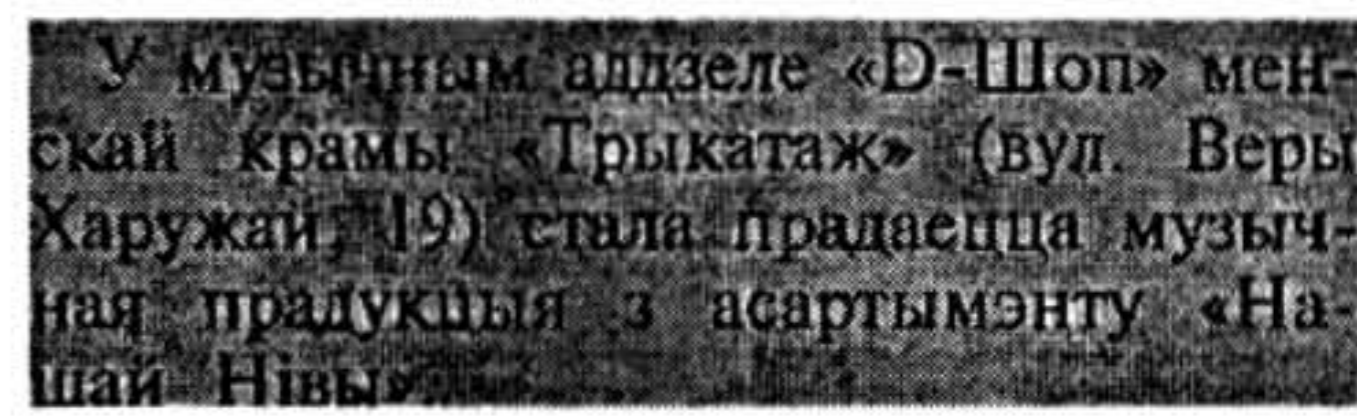 У музычным аддзеле «D-Шоп» мен-
скай крамы «Трыкатаж» (вул. Веры
Харужай, 19) стала прадаецца музыч-
ная прадукцыя з асартымэнту «На-
шай Нівы».